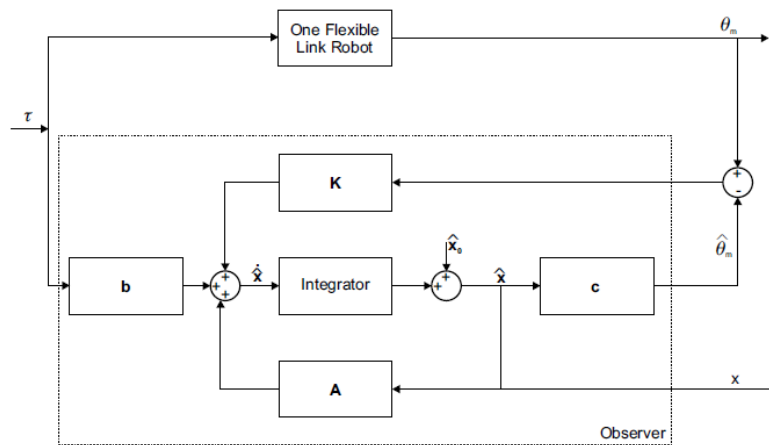 One Flexible
Link Robot
θₘ
τ
K
+
-
x̂₀
θ̂ₘ
b
+
+
+
x̂̇
Integrator
+
+
x̂
c
A
x
Observer